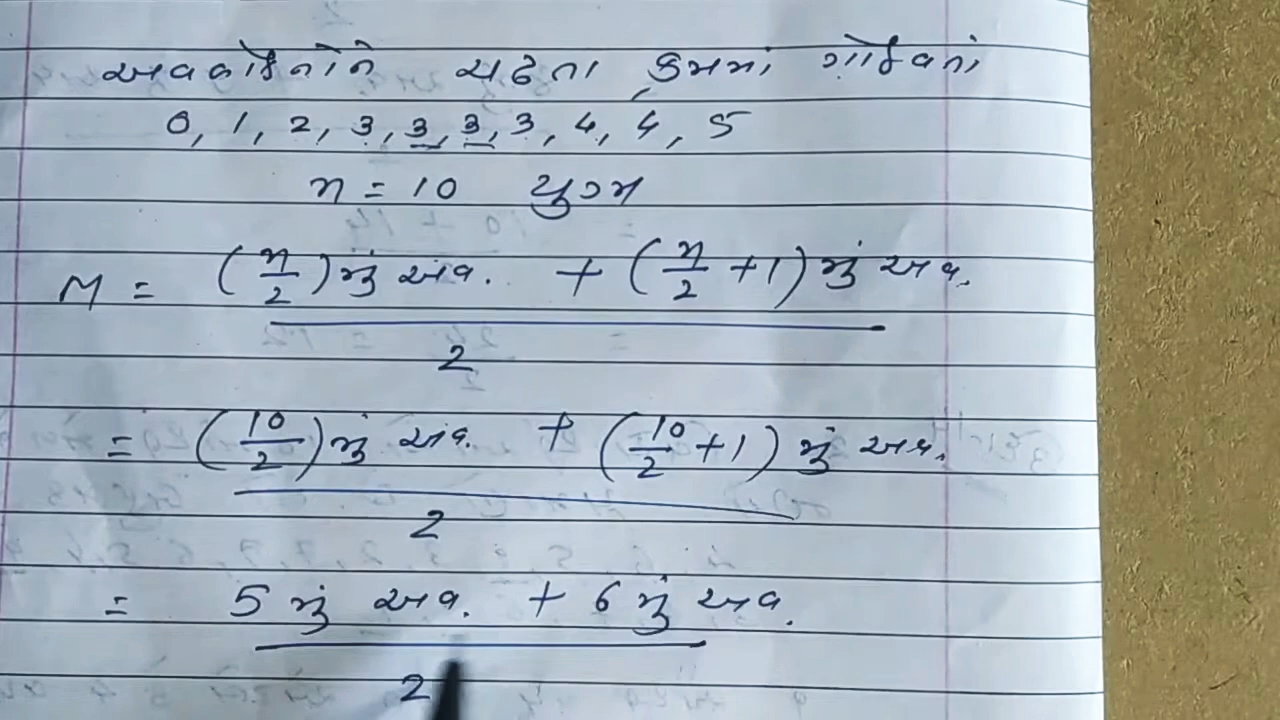 અવલોકનોને ચઢતા ક્રમમાં ગોઠવતાં
0, 1, 2, 3, 3, 3, 3, 4, 4, 5
n = 10 યુગ્મ
M = (n/2)મું અવ. + (n/2 + 1)મું અવ.
2
= (10/2)મું અવ. + (10/2 + 1)મું અવ.
2
= 5 મું અવ. + 6 મું અવ.
2